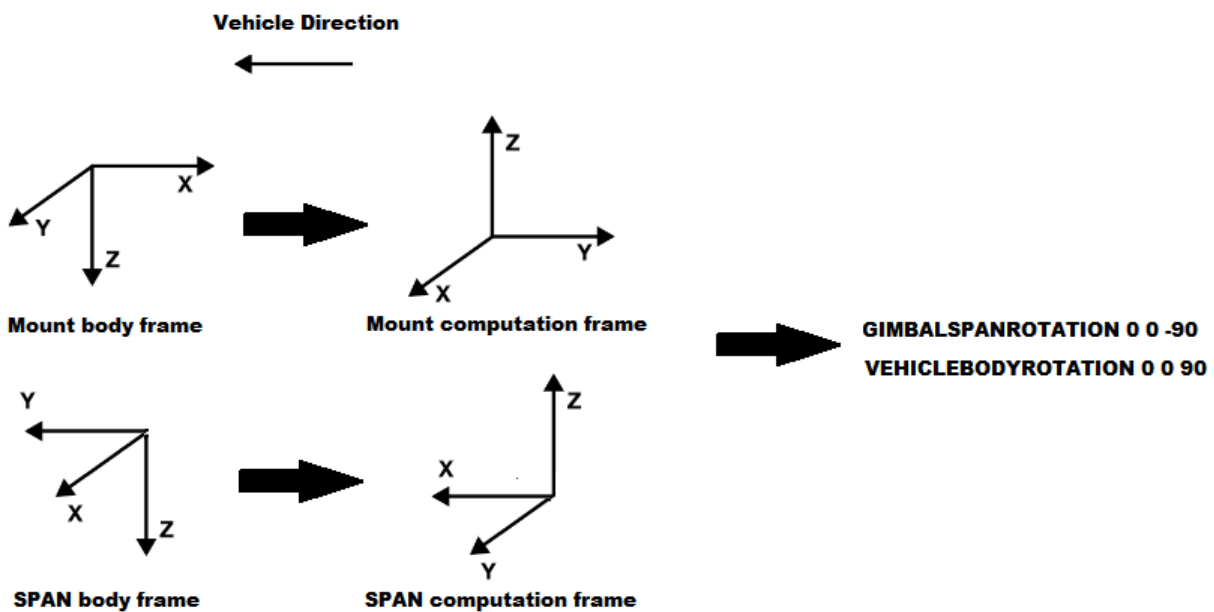 Vehicle Direction
X
Y
Z
Mount body frame
Z
Y
X
Mount computation frame
Y
X
Z
SPAN body frame
Z
X
Y
SPAN computation frame
GIMBALSPANROTATION 0 0 -90
VEHICLEBODYROTATION 0 0 90